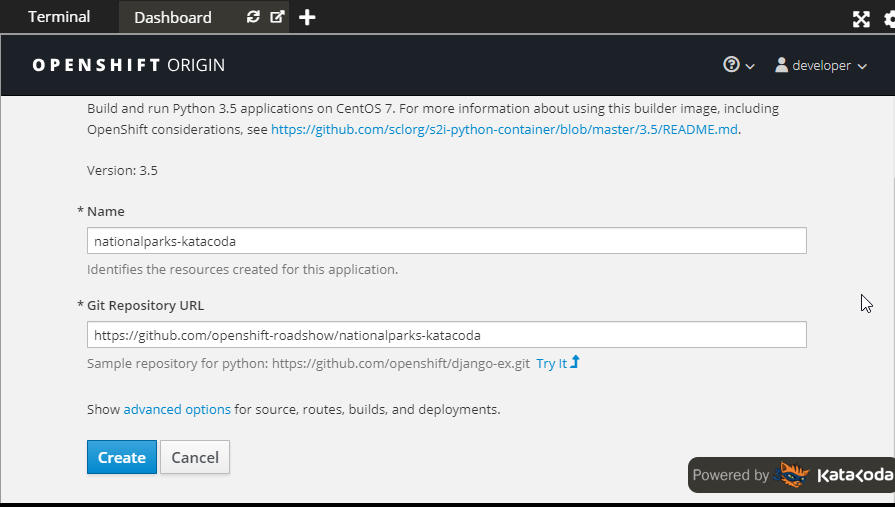 Terminal Dashboard
OPENSHIFT ORIGIN
? developer
Build and run Python 3.5 applications on CentOS 7. For more information about using this builder image, including
OpenShift considerations, see https://github.com/sclorg/s2i-python-container/blob/master/3.5/README.md.
Version: 3.5
* Name
nationalparks-katacoda
Identifies the resources created for this application.
* Git Repository URL
https://github.com/openshift-roadshow/nationalparks-katacoda
Sample repository for python: https://github.com/openshift/django-ex.git Try It
Show advanced options for source, routes, builds, and deployments.
Create Cancel
Powered by Katacoda